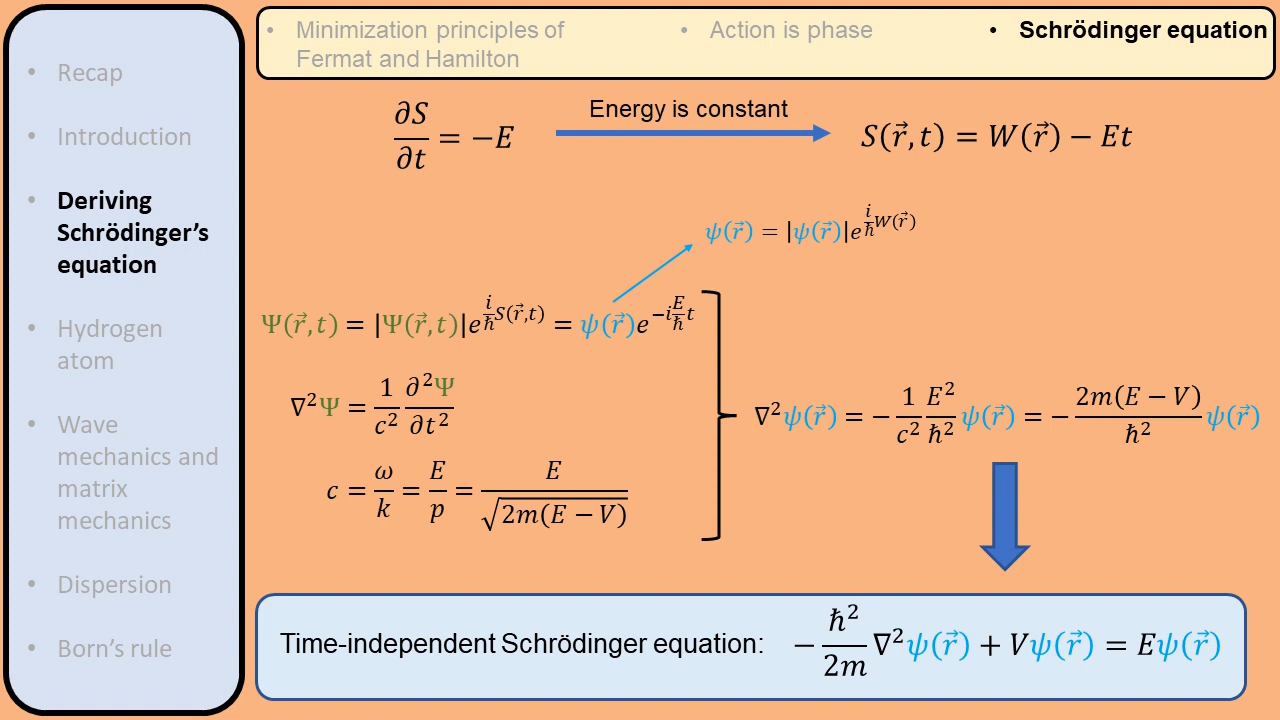 • Recap
• Introduction
• Deriving
Schrödinger’s
equation
• Hydrogen
atom
• Wave
mechanics and
matrix
mechanics
• Dispersion
• Born’s rule
• Minimization principles of
Fermat and Hamilton
• Action is phase
• Schrödinger equation
∂S/∂t = −E
Energy is constant
S(r⃗, t) = W(r⃗) − Et
ψ(r⃗) = |ψ(r⃗)|e^{(i/ħ)W(r⃗)}
Ψ(r⃗, t) = |Ψ(r⃗, t)|e^{(i/ħ)S(r⃗,t)} = ψ(r⃗)e^{−i(E/ħ)t}
∇²Ψ = (1/c²) ∂²Ψ/∂t²
c = ω/k = E/p = E/√(2m(E − V))
∇²ψ(r⃗) = −(1/c²)(E²/ħ²)ψ(r⃗) = −(2m(E − V)/ħ²)ψ(r⃗)
Time-independent Schrödinger equation: −(ħ²/2m)∇²ψ(r⃗) + Vψ(r⃗) = Eψ(r⃗)